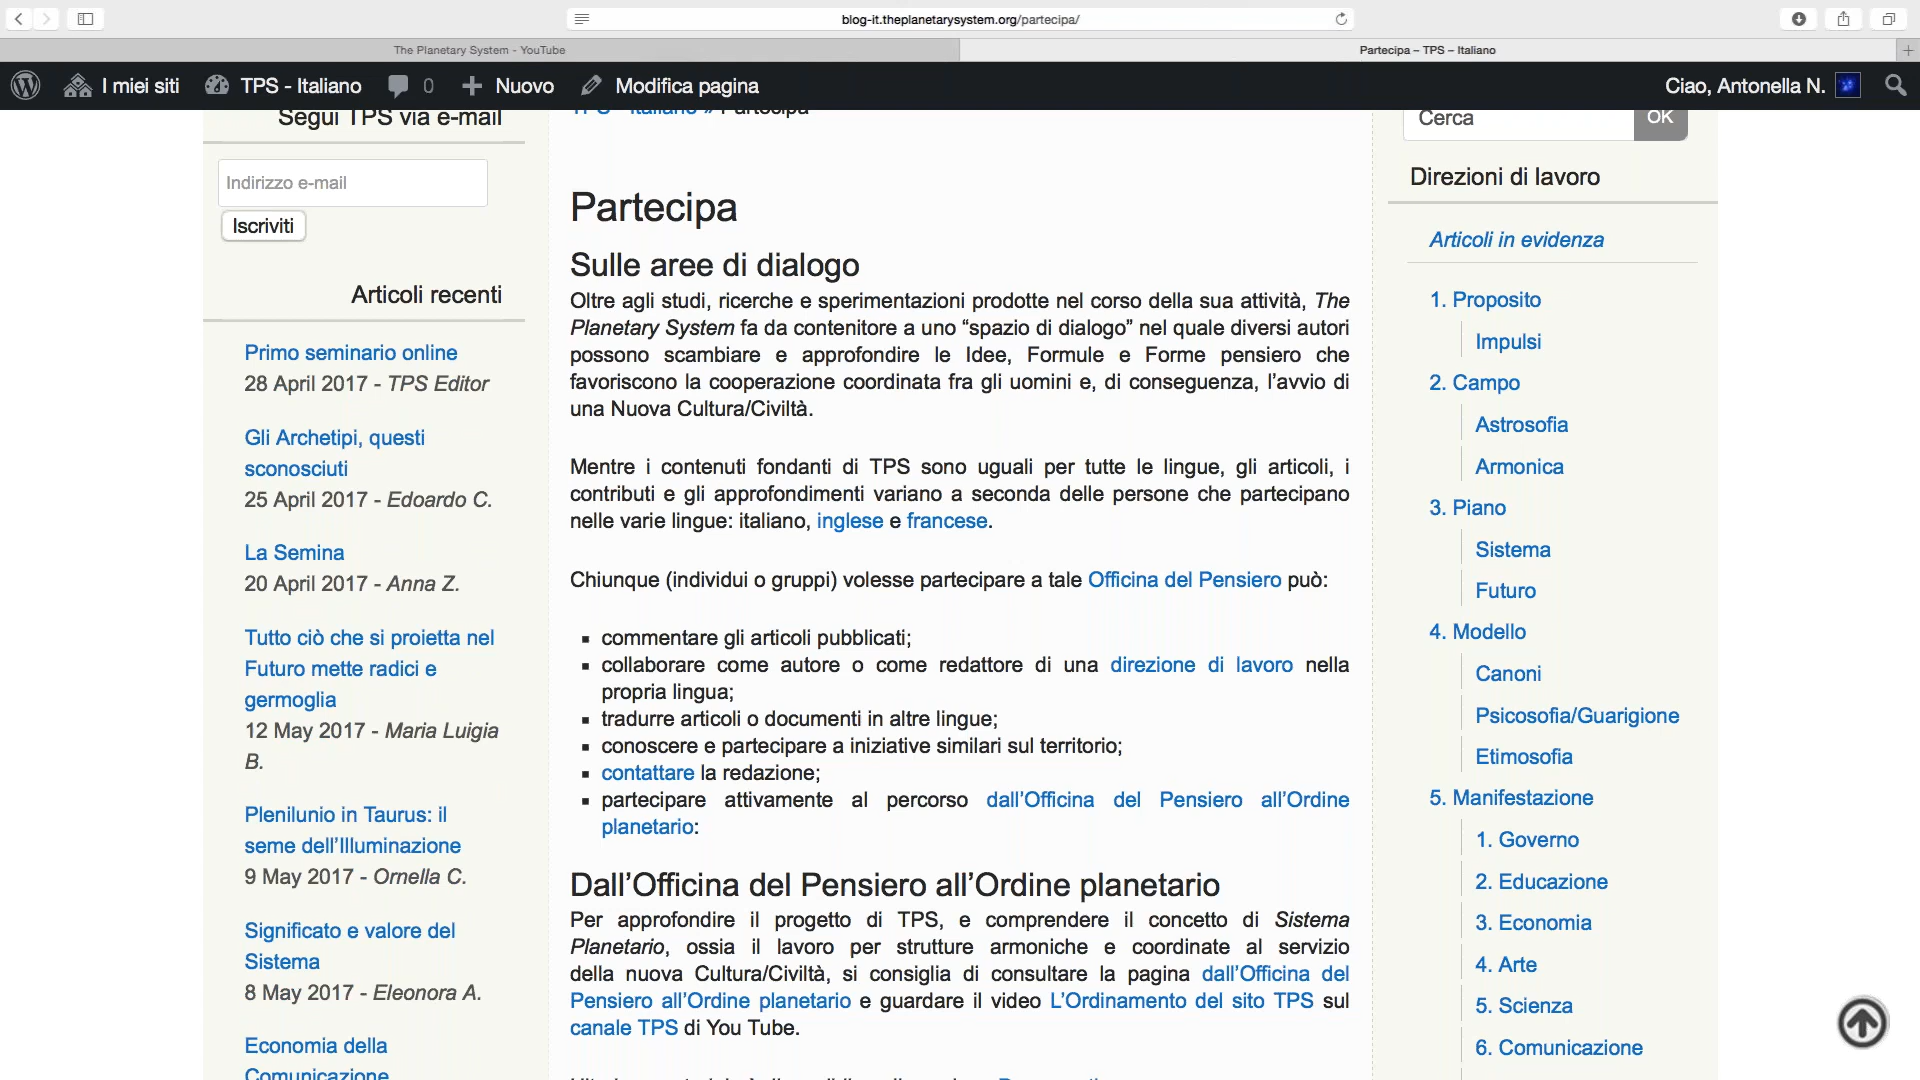 blog-it.theplanetarysystem.org/partecipa/
The Planetary System - YouTube
Partecipa – TPS – Italiano
I miei siti
TPS - Italiano
0
Nuovo
Modifica pagina
Ciao, Antonella N.
Segui TPS via e-mail
Indirizzo e-mail
Iscriviti
Articoli recenti
Primo seminario online
28 April 2017 - TPS Editor
Gli Archetipi, questi
sconosciuti
25 April 2017 - Edoardo C.
La Semina
20 April 2017 - Anna Z.
Tutto ciò che si proietta nel
Futuro mette radici e
germoglia
12 May 2017 - Maria Luigia
B.
Plenilunio in Taurus: il
seme dell’Illuminazione
9 May 2017 - Ornella C.
Significato e valore del
Sistema
8 May 2017 - Eleonora A.
Economia della
Comunicazione
TPS - Italiano » Partecipa
Partecipa
Sulle aree di dialogo
Oltre agli studi, ricerche e sperimentazioni prodotte nel corso della sua attività, The
Planetary System fa da contenitore a uno “spazio di dialogo” nel quale diversi autori
possono scambiare e approfondire le Idee, Formule e Forme pensiero che
favoriscono la cooperazione coordinata fra gli uomini e, di conseguenza, l’avvio di
una Nuova Cultura/Civiltà.
Mentre i contenuti fondanti di TPS sono uguali per tutte le lingue, gli articoli, i
contributi e gli approfondimenti variano a seconda delle persone che partecipano
nelle varie lingue: italiano, inglese e francese.
Chiunque (individui o gruppi) volesse partecipare a tale Officina del Pensiero può:
▪ commentare gli articoli pubblicati;
▪ collaborare come autore o come redattore di una direzione di lavoro nella
propria lingua;
▪ tradurre articoli o documenti in altre lingue;
▪ conoscere e partecipare a iniziative similari sul territorio;
▪ contattare la redazione;
▪ partecipare attivamente al percorso dall’Officina del Pensiero all’Ordine
planetario:
Dall’Officina del Pensiero all’Ordine planetario
Per approfondire il progetto di TPS, e comprendere il concetto di Sistema
Planetario, ossia il lavoro per strutture armoniche e coordinate al servizio
della nuova Cultura/Civiltà, si consiglia di consultare la pagina dall’Officina del
Pensiero all’Ordine planetario e guardare il video L’Ordinamento del sito TPS sul
canale TPS di You Tube.
Cerca
OK
Direzioni di lavoro
Articoli in evidenza
1. Proposito
Impulsi
2. Campo
Astrosofia
Armonica
3. Piano
Sistema
Futuro
4. Modello
Canoni
Psicosofia/Guarigione
Etimosofia
5. Manifestazione
1. Governo
2. Educazione
3. Economia
4. Arte
5. Scienza
6. Comunicazione